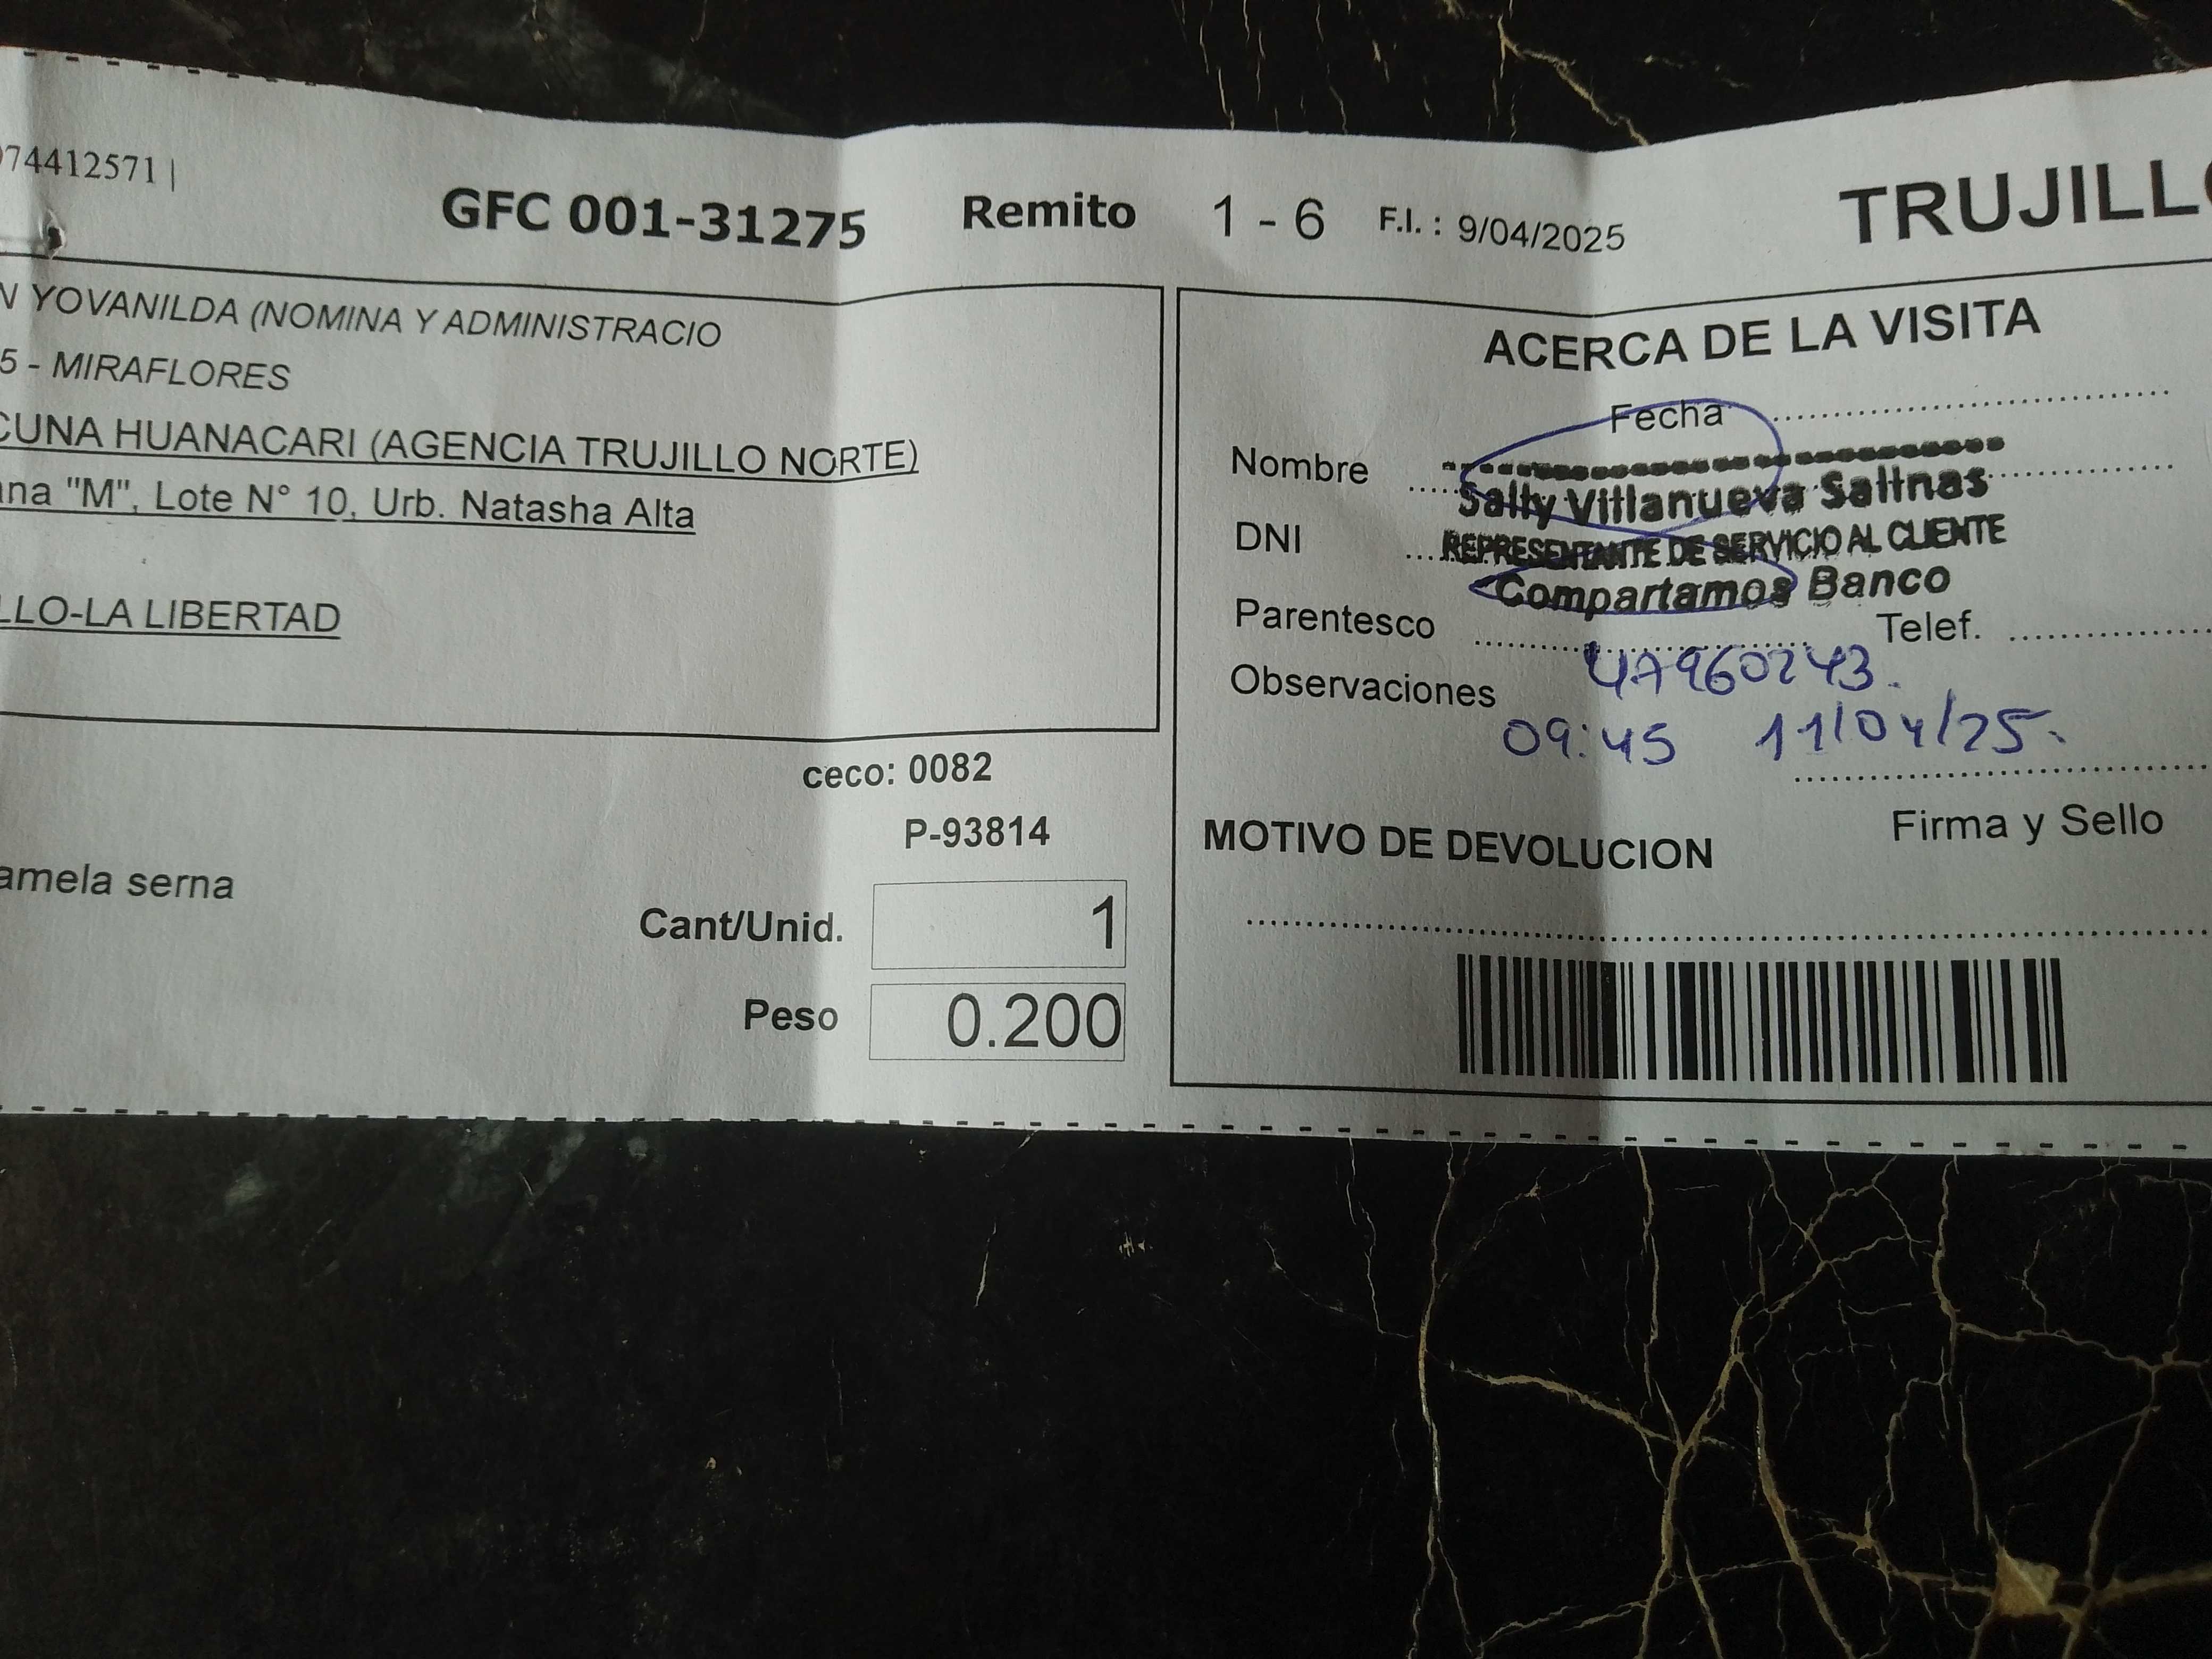 974412571 |
GFC 001-31275 Remito 1 - 6 F.I. : 9/04/2025 TRUJILLO
N YOVANILDA (NOMINA Y ADMINISTRACIO
5 - MIRAFLORES
CUNA HUANACARI (AGENCIA TRUJILLO NORTE)
ana "M", Lote N° 10, Urb. Natasha Alta
LLO-LA LIBERTAD
ceco: 0082
P-93814
amela serna
Cant/Unid. 1
Peso 0.200
ACERCA DE LA VISITA
Fecha
Nombre
Sally Villanueva Salinas
DNI REPRESENTANTE DE SERVICIO AL CLIENTE
Compartamos Banco
Parentesco Telef.
47960243.
Observaciones
09:45 11/04/25.
Firma y Sello
MOTIVO DE DEVOLUCION